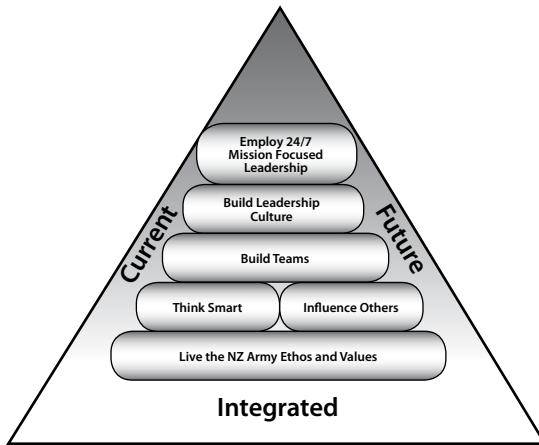 Employ 24/7
Mission Focused
Leadership
Build Leadership
Culture
Current
Future
Build Teams
Think Smart
Influence Others
Live the NZ Army Ethos and Values
Integrated